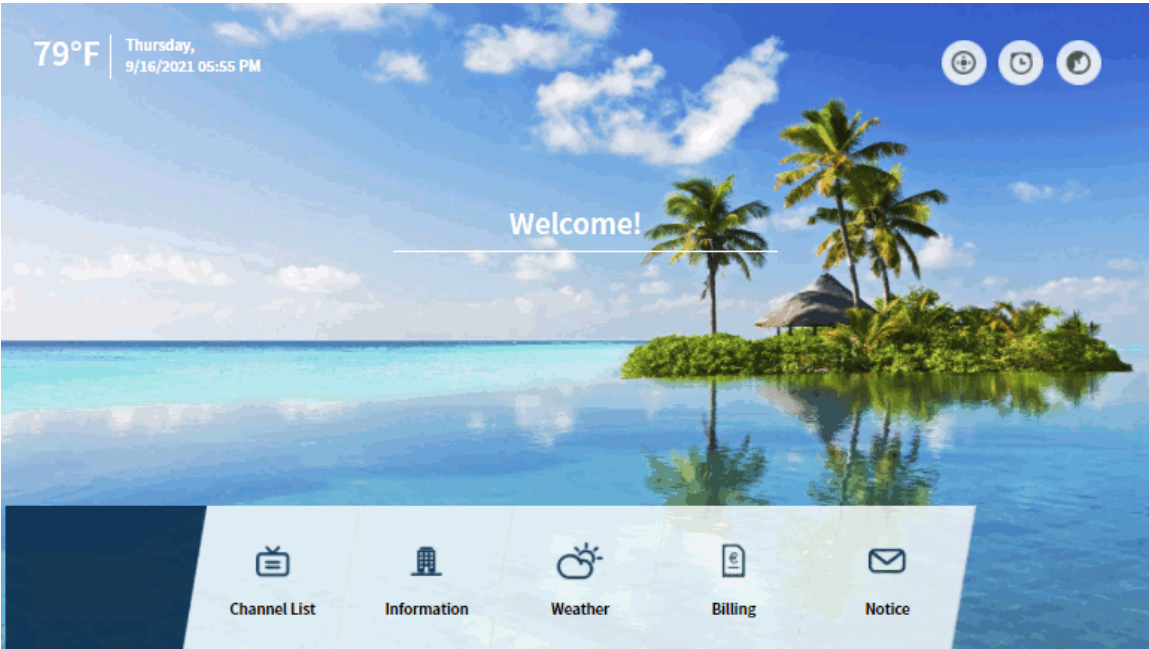 79°F
Thursday,
9/16/2021 05:55 PM
Welcome!
Channel List
Information
Weather
€
Billing
Notice